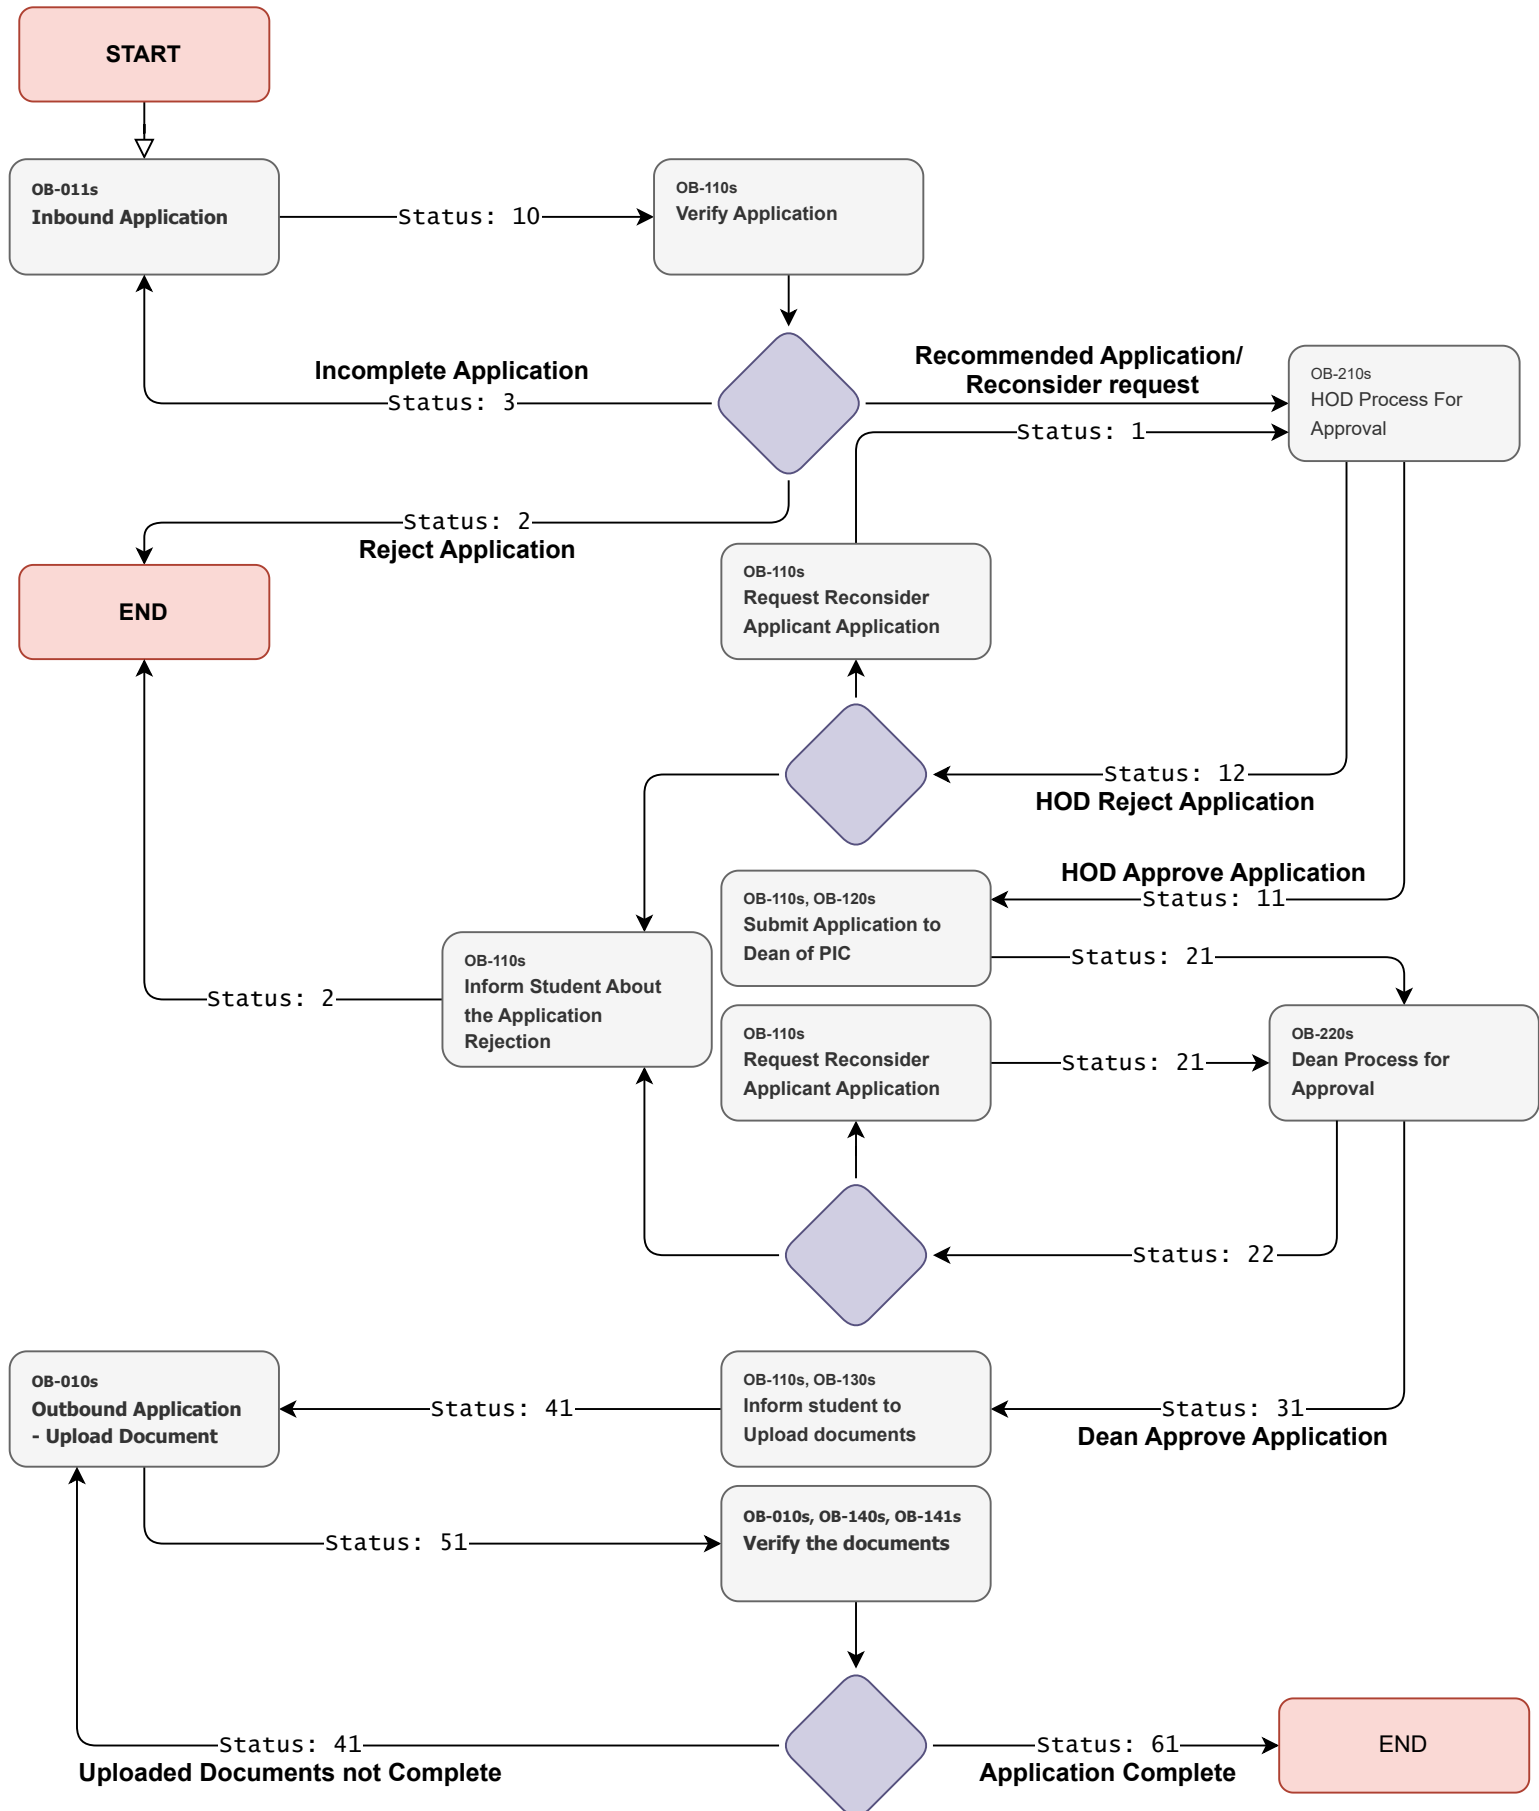 START
OB-011s
Inbound Application
Status: 10
OB-110s
Verify Application
Incomplete Application
Status: 3
Recommended Application/
Reconsider request
Status: 1
OB-210s
HOD Process For
Approval
Status: 2
Reject Application
END
OB-110s
Request Reconsider
Applicant Application
Status: 12
HOD Reject Application
HOD Approve Application
Status: 11
OB-110s, OB-120s
Submit Application to
Dean of PIC
Status: 21
OB-110s
Inform Student About
the Application
Rejection
Status: 2
OB-110s
Request Reconsider
Applicant Application
Status: 21
OB-220s
Dean Process for
Approval
Status: 22
OB-010s
Outbound Application
- Upload Document
Status: 41
OB-110s, OB-130s
Inform student to
Upload documents
Status: 31
Dean Approve Application
Status: 51
OB-010s, OB-140s, OB-141s
Verify the documents
Status: 41
Uploaded Documents not Complete
Status: 61
Application Complete
END